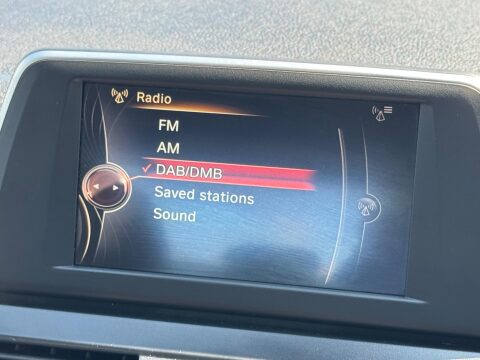 Radio
FM
AM
DAB/DMB
Saved stations
Sound